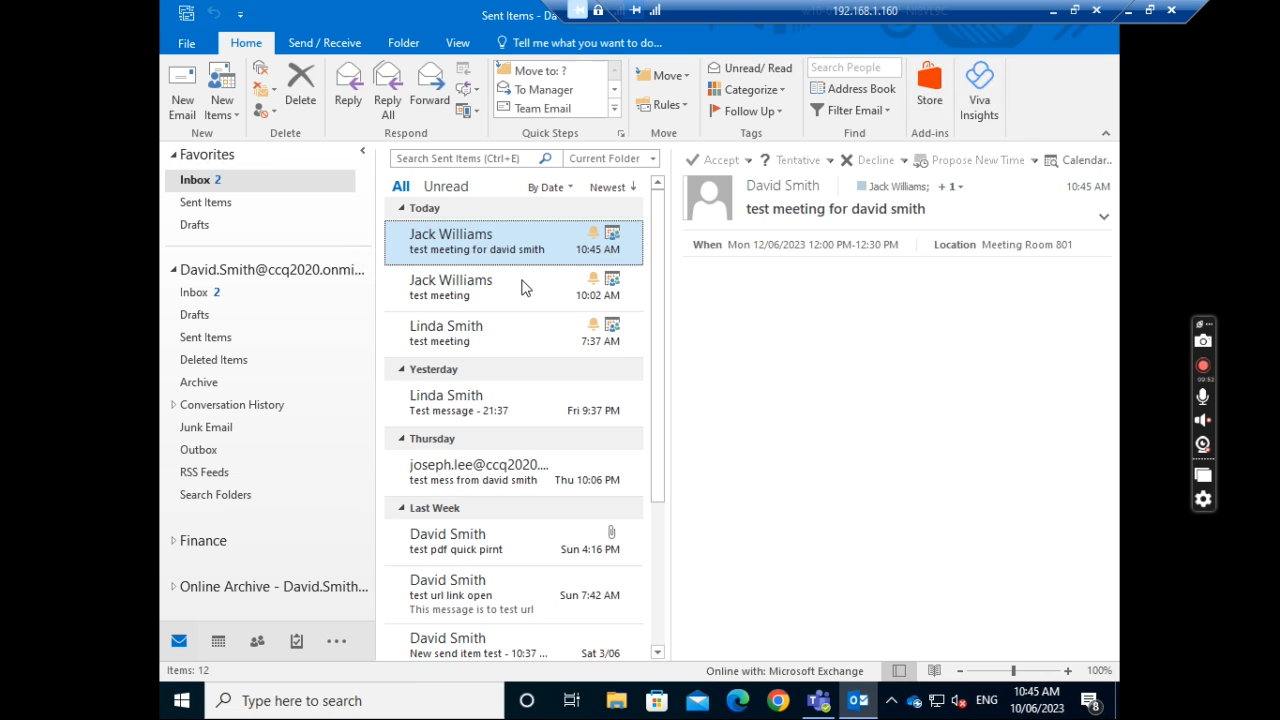 Sent Items - Da
192.168.1.160
File
Home
Send / Receive
Folder
View
Tell me what you want to do...
New Email
New Items
Delete
Reply
Reply All
Forward
Move to: ?
To Manager
Team Email
Move
Rules
Unread/ Read
Categorize
Follow Up
Search People
Address Book
Filter Email
Store
Viva Insights
New
Delete
Respond
Quick Steps
Move
Tags
Find
Add-ins
Favorites
Inbox 2
Sent Items
Drafts
David.Smith@ccq2020.onmi...
Inbox 2
Drafts
Sent Items
Deleted Items
Archive
Conversation History
Junk Email
Outbox
RSS Feeds
Search Folders
Finance
Online Archive - David.Smith...
Search Sent Items (Ctrl+E)
Current Folder
All
Unread
By Date
Newest
Today
Jack Williams
test meeting for david smith 10:45 AM
Jack Williams
test meeting 10:02 AM
Linda Smith
test meeting 7:37 AM
Yesterday
Linda Smith
Test message - 21:37 Fri 9:37 PM
Thursday
joseph.lee@ccq2020....
test mess from david smith Thu 10:06 PM
Last Week
David Smith
test pdf quick pirnt Sun 4:16 PM
David Smith
test url link open Sun 7:42 AM
This message is to test url
David Smith
New send item test - 10:37 ... Sat 3/06
Accept
? Tentative
Decline
Propose New Time
Calendar..
David Smith
Jack Williams; + 1
10:45 AM
test meeting for david smith
When Mon 12/06/2023 12:00 PM-12:30 PM
Location Meeting Room 801
09:52
Items: 12
Online with: Microsoft Exchange
100%
Type here to search
ENG
10:45 AM
10/06/2023
8